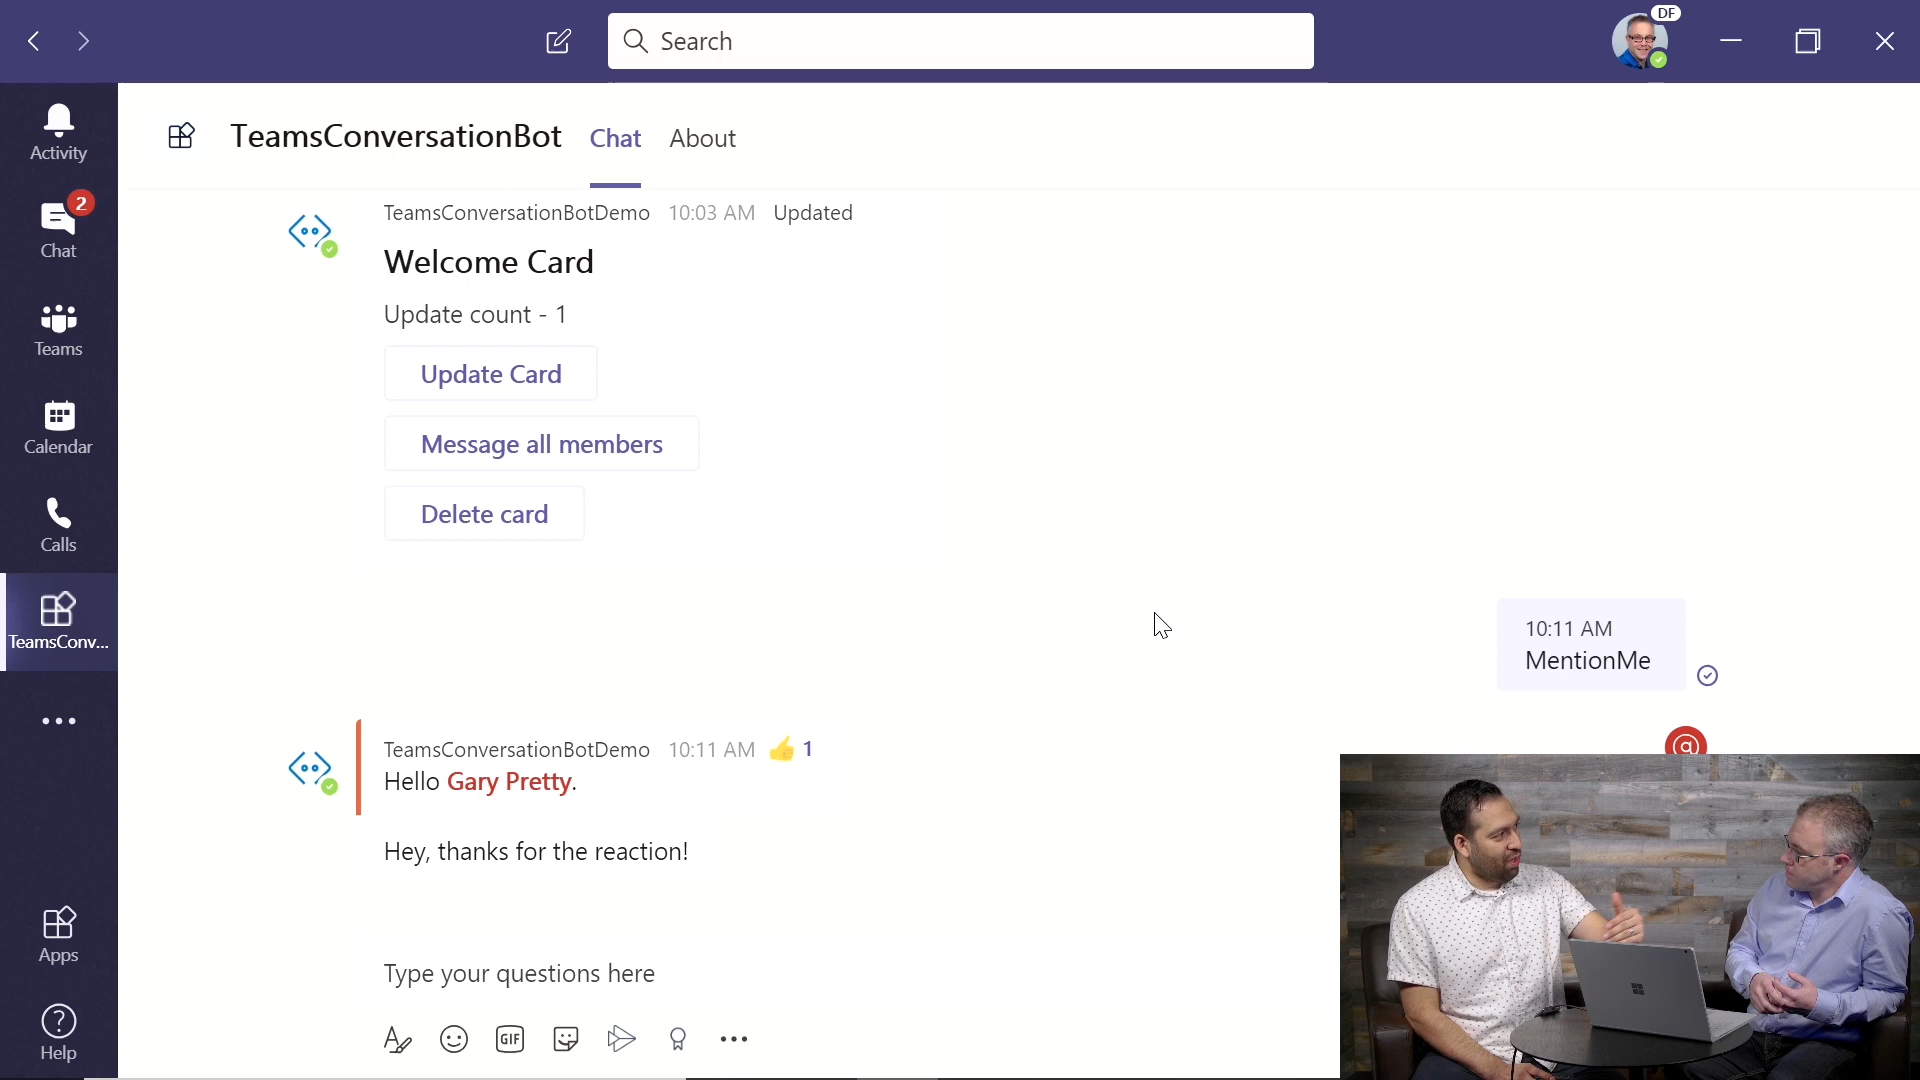 Search
DF
Activity
2
Chat
Teams
Calendar
Calls
TeamsConv...
Apps
Help
TeamsConversationBot Chat About
TeamsConversationBotDemo 10:03 AM Updated
Welcome Card
Update count - 1
Update Card
Message all members
Delete card
10:11 AM
MentionMe
@
TeamsConversationBotDemo 10:11 AM 👍 1
Hello Gary Pretty.
Hey, thanks for the reaction!
Type your questions here
GIF